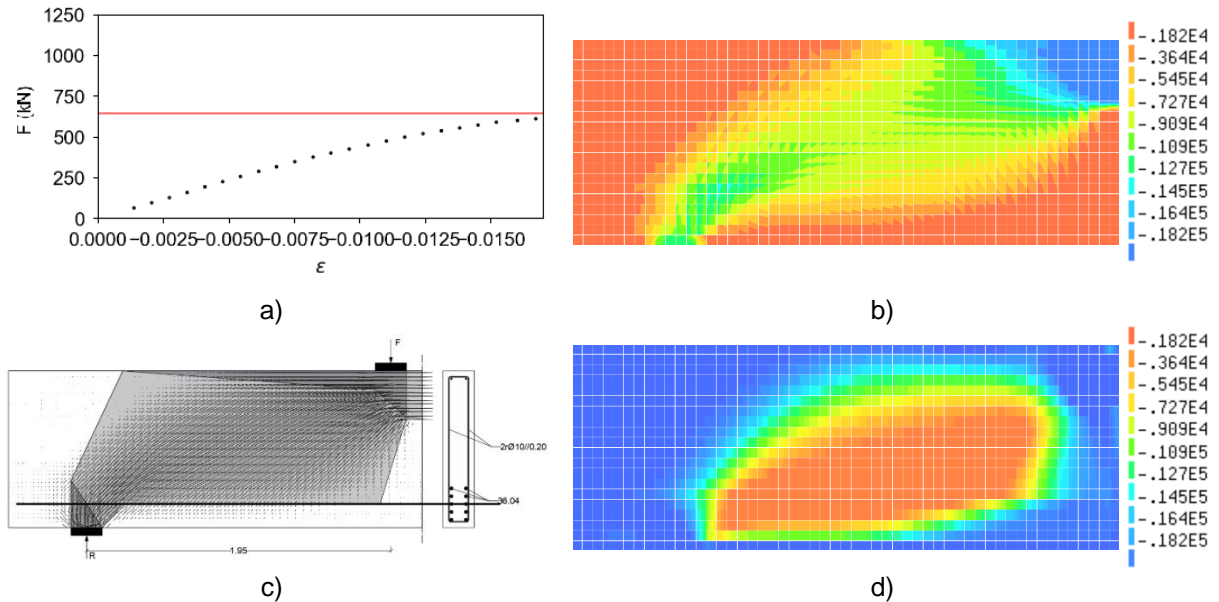 1250
1000
750
500
250
0
F (kN)
0.0000 −0.0025 −0.0050 −0.0075 −0.0100 −0.0125 −0.0150
ε
a)
-.182E4
-.364E4
-.545E4
-.727E4
-.909E4
-.109E5
-.127E5
-.145E5
-.164E5
-.182E5
b)
F
2rØ10//0.20
36.04
R
1.95
c)
-.182E4
-.364E4
-.545E4
-.727E4
-.909E4
-.109E5
-.127E5
-.145E5
-.164E5
-.182E5
d)